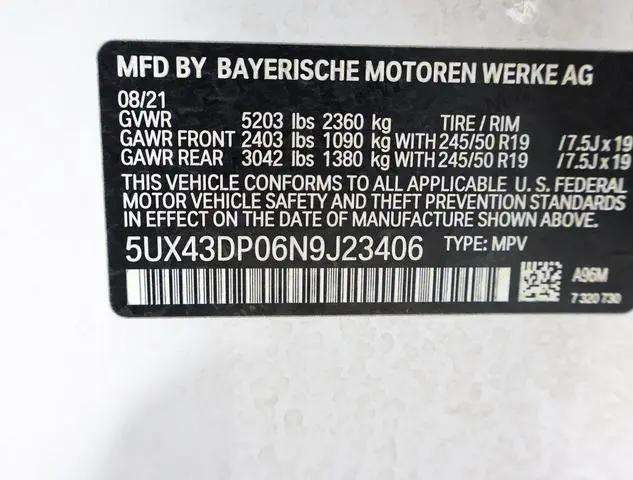 MFD BY BAYERISCHE MOTOREN WERKE AG
08/21
GVWR 5203 lbs 2360 kg TIRE / RIM
GAWR FRONT 2403 lbs 1090 kg WITH 245/50 R19 /7.5J x 19
GAWR REAR 3042 lbs 1380 kg WITH 245/50 R19 /7.5J x 19
THIS VEHICLE CONFORMS TO ALL APPLICABLE U.S. FEDERAL
MOTOR VEHICLE SAFETY AND THEFT PREVENTION STANDARDS
IN EFFECT ON THE DATE OF MANUFACTURE SHOWN ABOVE.
5UX43DP06N9J23406 TYPE: MPV
A96M
7 320 730